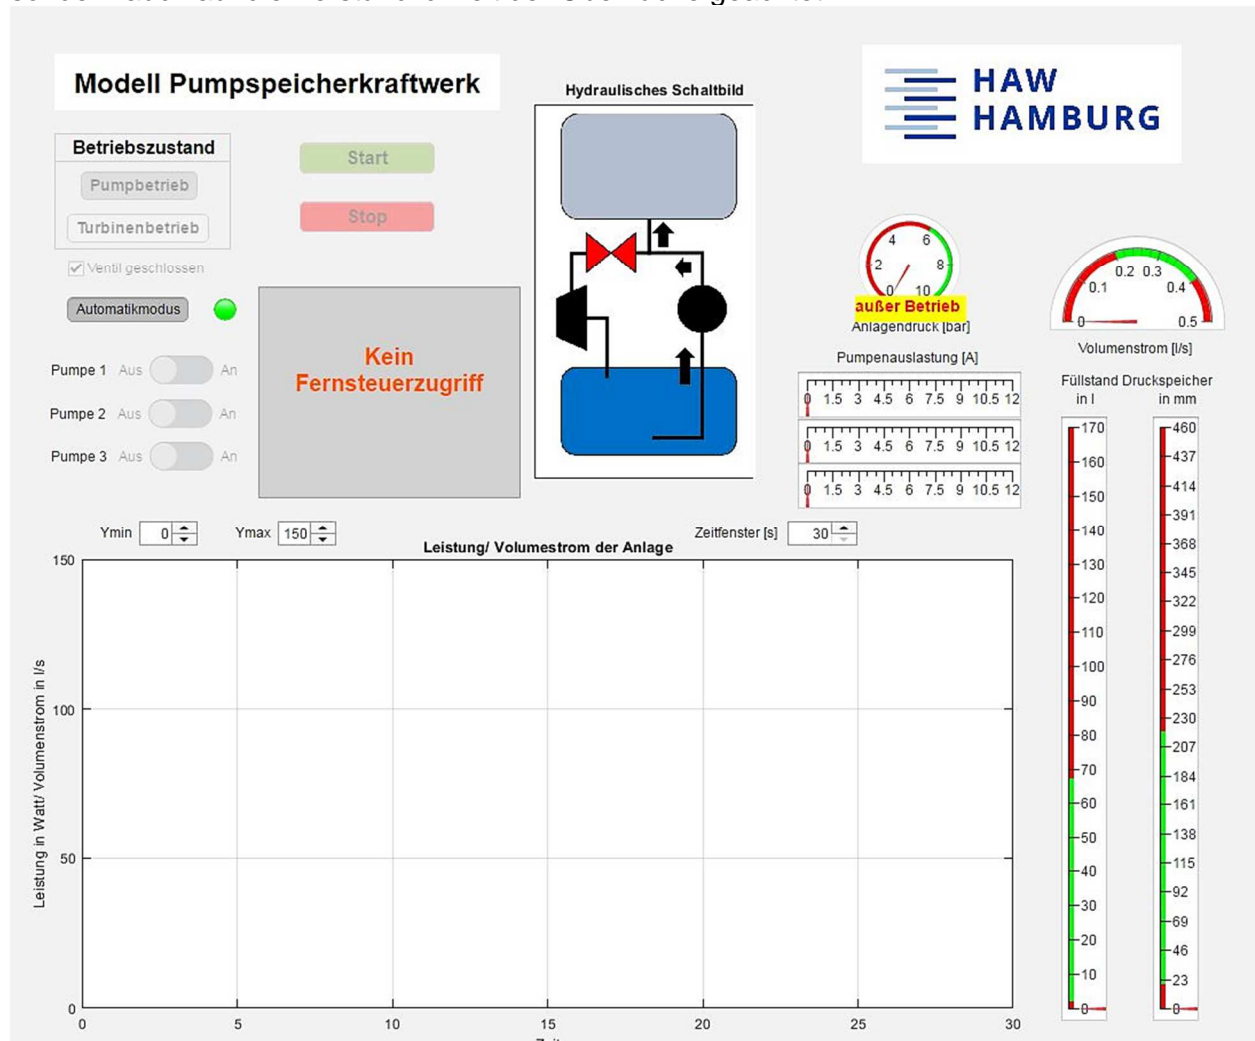 Modell Pumpspeicherkraftwerk
Hydraulisches Schaltbild
HAW
HAMBURG
Betriebszustand
Pumpbetrieb
Turbinenbetrieb
Ventil geschlossen
Automatikmodus
Start
Stop
Pumpe 1 Aus An
Pumpe 2 Aus An
Pumpe 3 Aus An
Kein
Fernsteuerzugriff
0 2 4 6 8 10
außer Betrieb
Anlagendruck [bar]
0 0.1 0.2 0.3 0.4 0.5
Volumenstrom [l/s]
Pumpenauslastung [A]
0 1.5 3 4.5 6 7.5 9 10.5 12
0 1.5 3 4.5 6 7.5 9 10.5 12
0 1.5 3 4.5 6 7.5 9 10.5 12
Füllstand Druckspeicher
in l in mm
170 460
160 437
150 414
140 391
130 368
120 345
110 322
100 299
90 276
80 253
70 230
60 207
50 184
40 161
30 138
20 115
10 92
0 69
46
23
0
Ymin 0
Ymax 150
Zeitfenster [s] 30
Leistung/ Volumestrom der Anlage
Leistung in Watt/ Volumenstrom in l/s
150
100
50
0
0 5 10 15 20 25 30